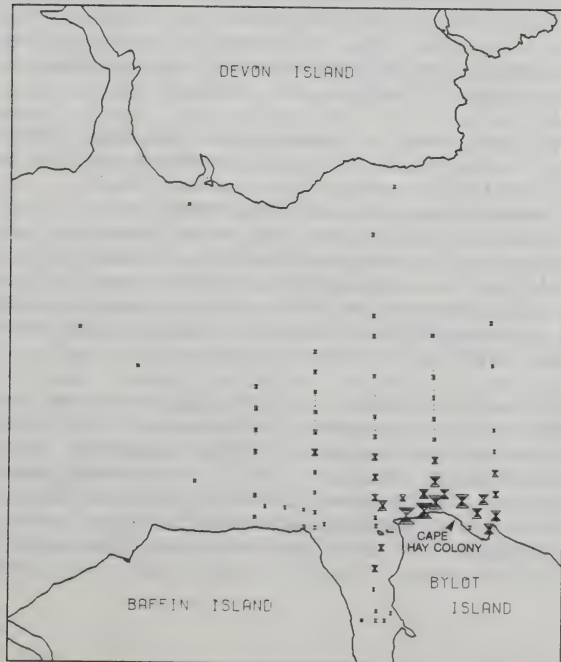 DEVON ISLAND
CAPE
HAY COLONY
BAFFIN ISLAND
BYLOT
ISLAND